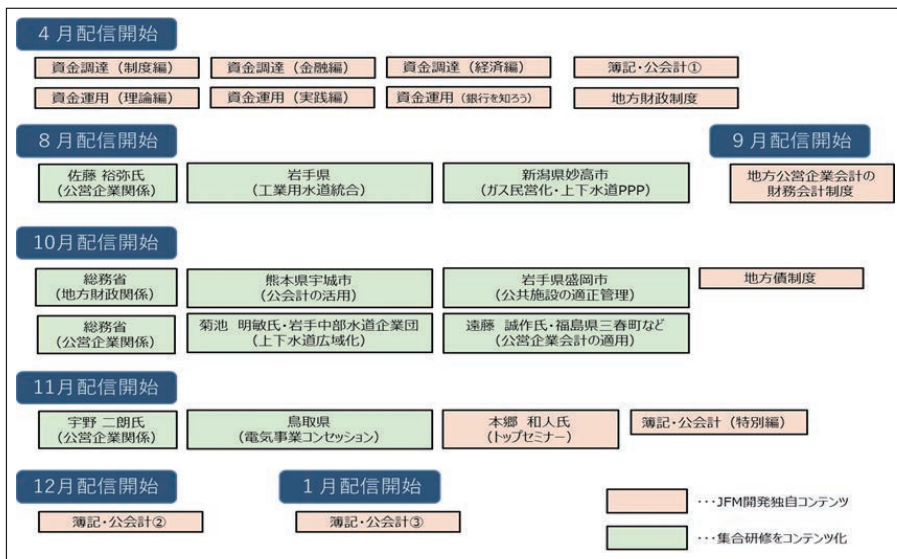 4月配信開始
資金調達（制度編）
資金調達（金融編）
資金調達（経済編）
簿記・公会計①
資金運用（理論編）
資金運用（実践編）
資金運用（銀行を知ろう）
地方財政制度
8月配信開始
9月配信開始
佐藤 裕弥氏
（公営企業関係）
岩手県
（工業用水道統合）
新潟県妙高市
（ガス民営化・上下水道PPP）
地方公営企業会計の
財務会計制度
10月配信開始
総務省
（地方財政関係）
熊本県宇城市
（公会計の活用）
岩手県盛岡市
（公共施設の適正管理）
地方債制度
総務省
（公営企業関係）
菊池 明敏氏・岩手中部水道企業団
（上下水道広域化）
遠藤 誠作氏・福島県三春町など
（公営企業会計の適用）
11月配信開始
宇野 二朗氏
（公営企業関係）
鳥取県
（電気事業コンセッション）
本郷 和人氏
（トップセミナー）
簿記・公会計（特別編）
12月配信開始
1月配信開始
簿記・公会計②
簿記・公会計③
・・・JFM開発独自コンテンツ
・・・集合研修をコンテンツ化